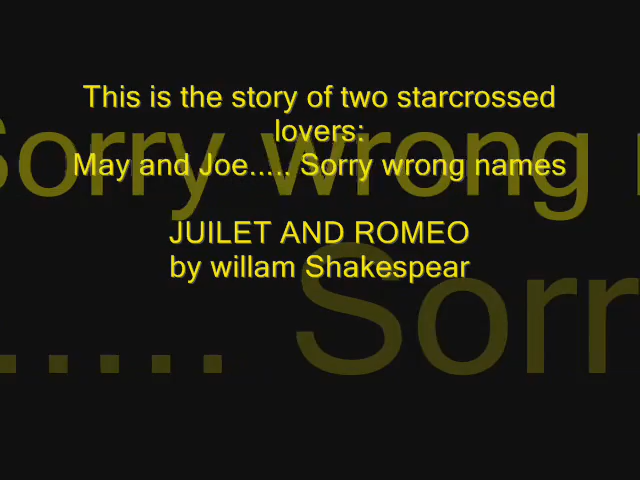 This is the story of two starcrossed
lovers:
May and Joe..... Sorry wrong names
JUILET AND ROMEO
by willam Shakespear
Sorry wrong
..... Sorr